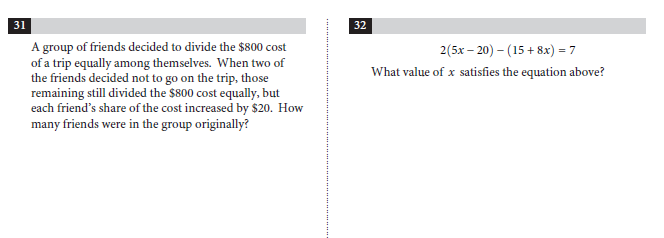 31
A group of friends decided to divide the $800 cost
of a trip equally among themselves. When two of
the friends decided not to go on the trip, those
remaining still divided the $800 cost equally, but
each friend's share of the cost increased by $20. How
many friends were in the group originally?
32
2(5x – 20) – (15 + 8x) = 7
What value of x satisfies the equation above?